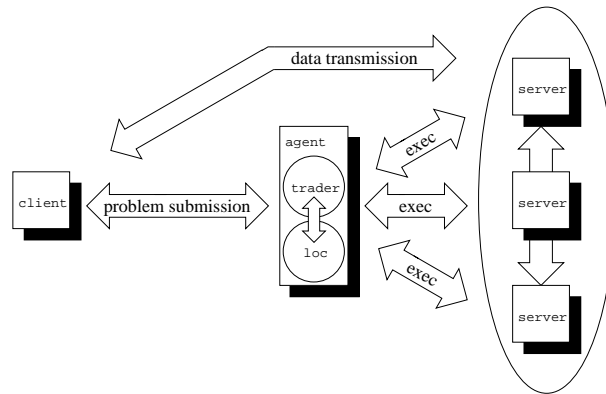 data transmission
server
agent
exec
trader
client
problem submission
exec
server
loc
exec
server